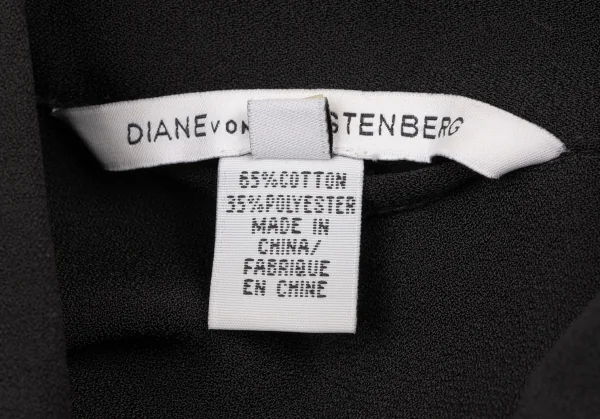 DIANE VON STENBERG
65%COTTON
35%POLYESTER
MADE IN
CHINA/
FABRIQUE
EN CHINE